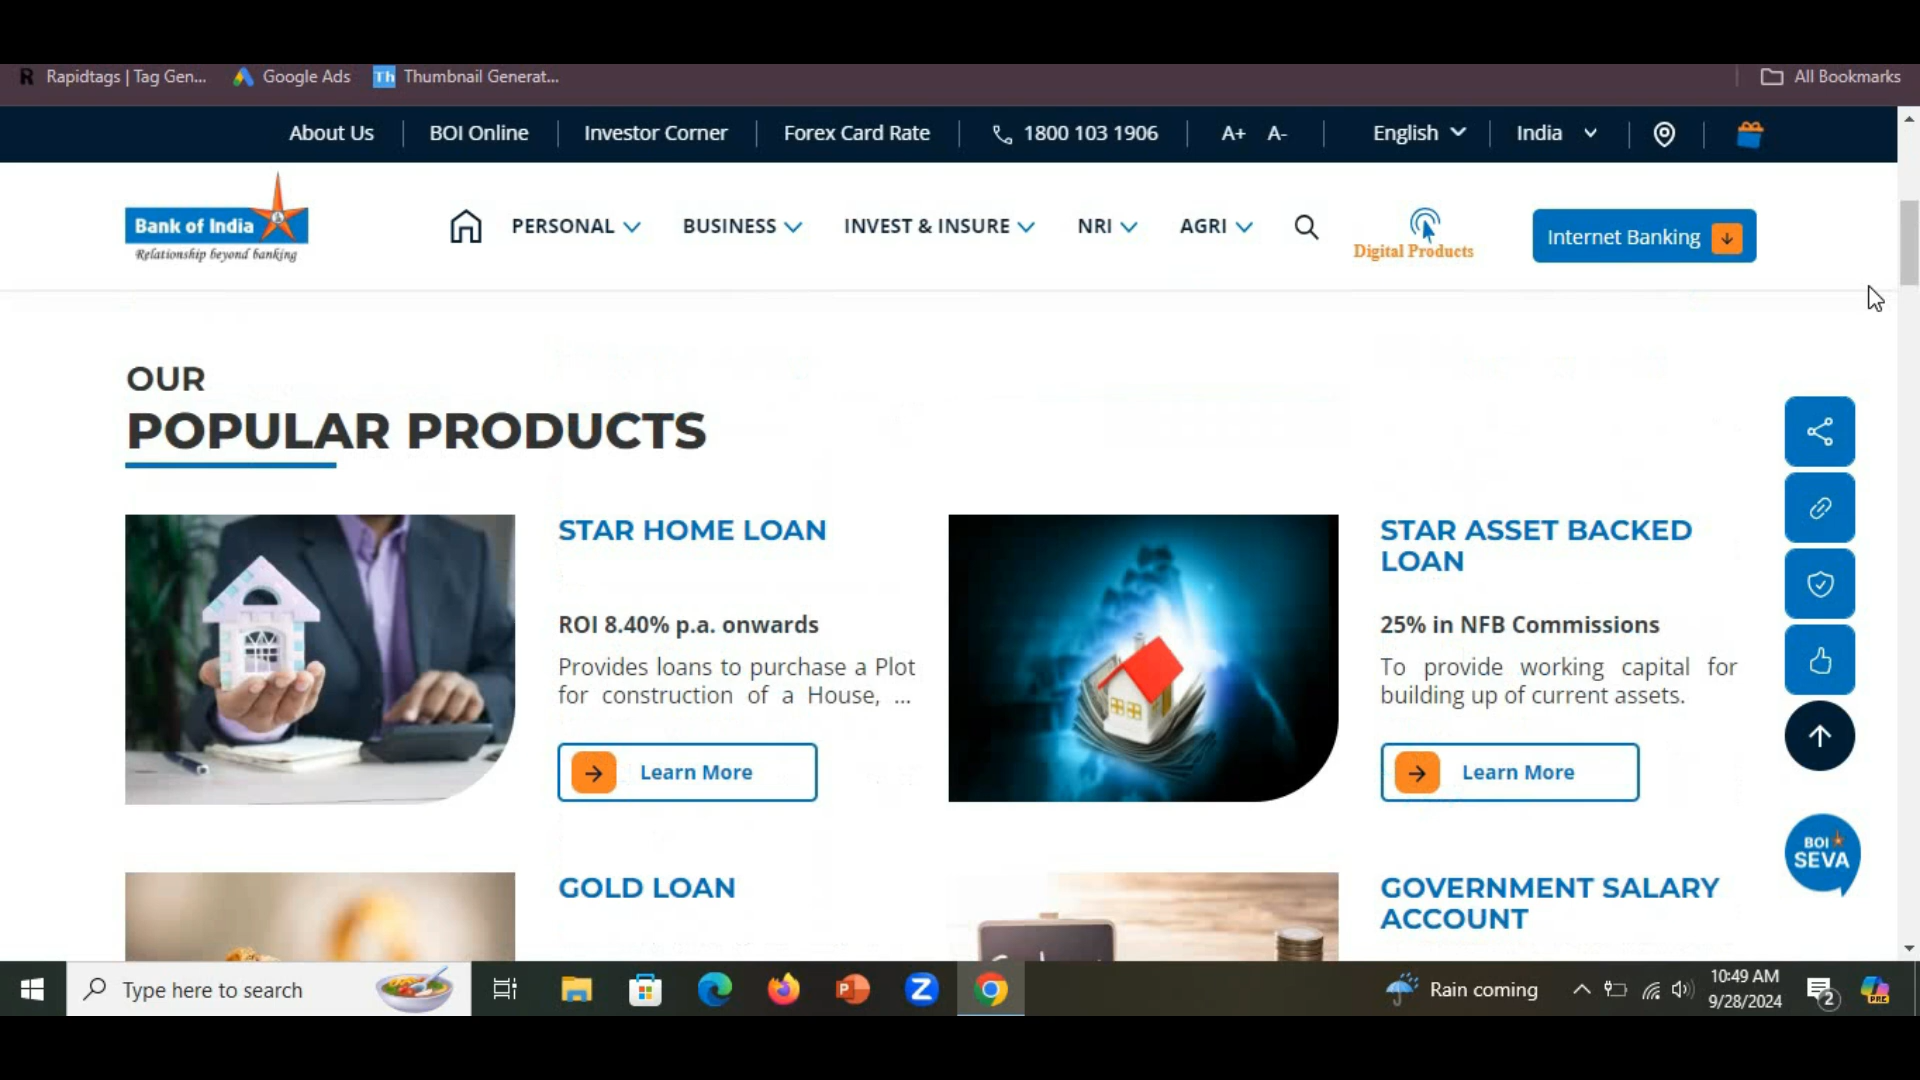 Rapidtags | Tag Gen... Google Ads Th Thumbnail Generat... All Bookmarks
About Us BOI Online Investor Corner Forex Card Rate 1800 103 1906 A+ A- English India
Bank of India
Relationship beyond banking
PERSONAL BUSINESS INVEST & INSURE NRI AGRI
Digital Products
Internet Banking
OUR
POPULAR PRODUCTS
STAR HOME LOAN
ROI 8.40% p.a. onwards
Provides loans to purchase a Plot
for construction of a House, ...
Learn More
STAR ASSET BACKED
LOAN
25% in NFB Commissions
To provide working capital for
building up of current assets.
Learn More
BOI
SEVA
GOLD LOAN
GOVERNMENT SALARY
ACCOUNT
Type here to search
Rain coming
10:49 AM
9/28/2024
2
PRE